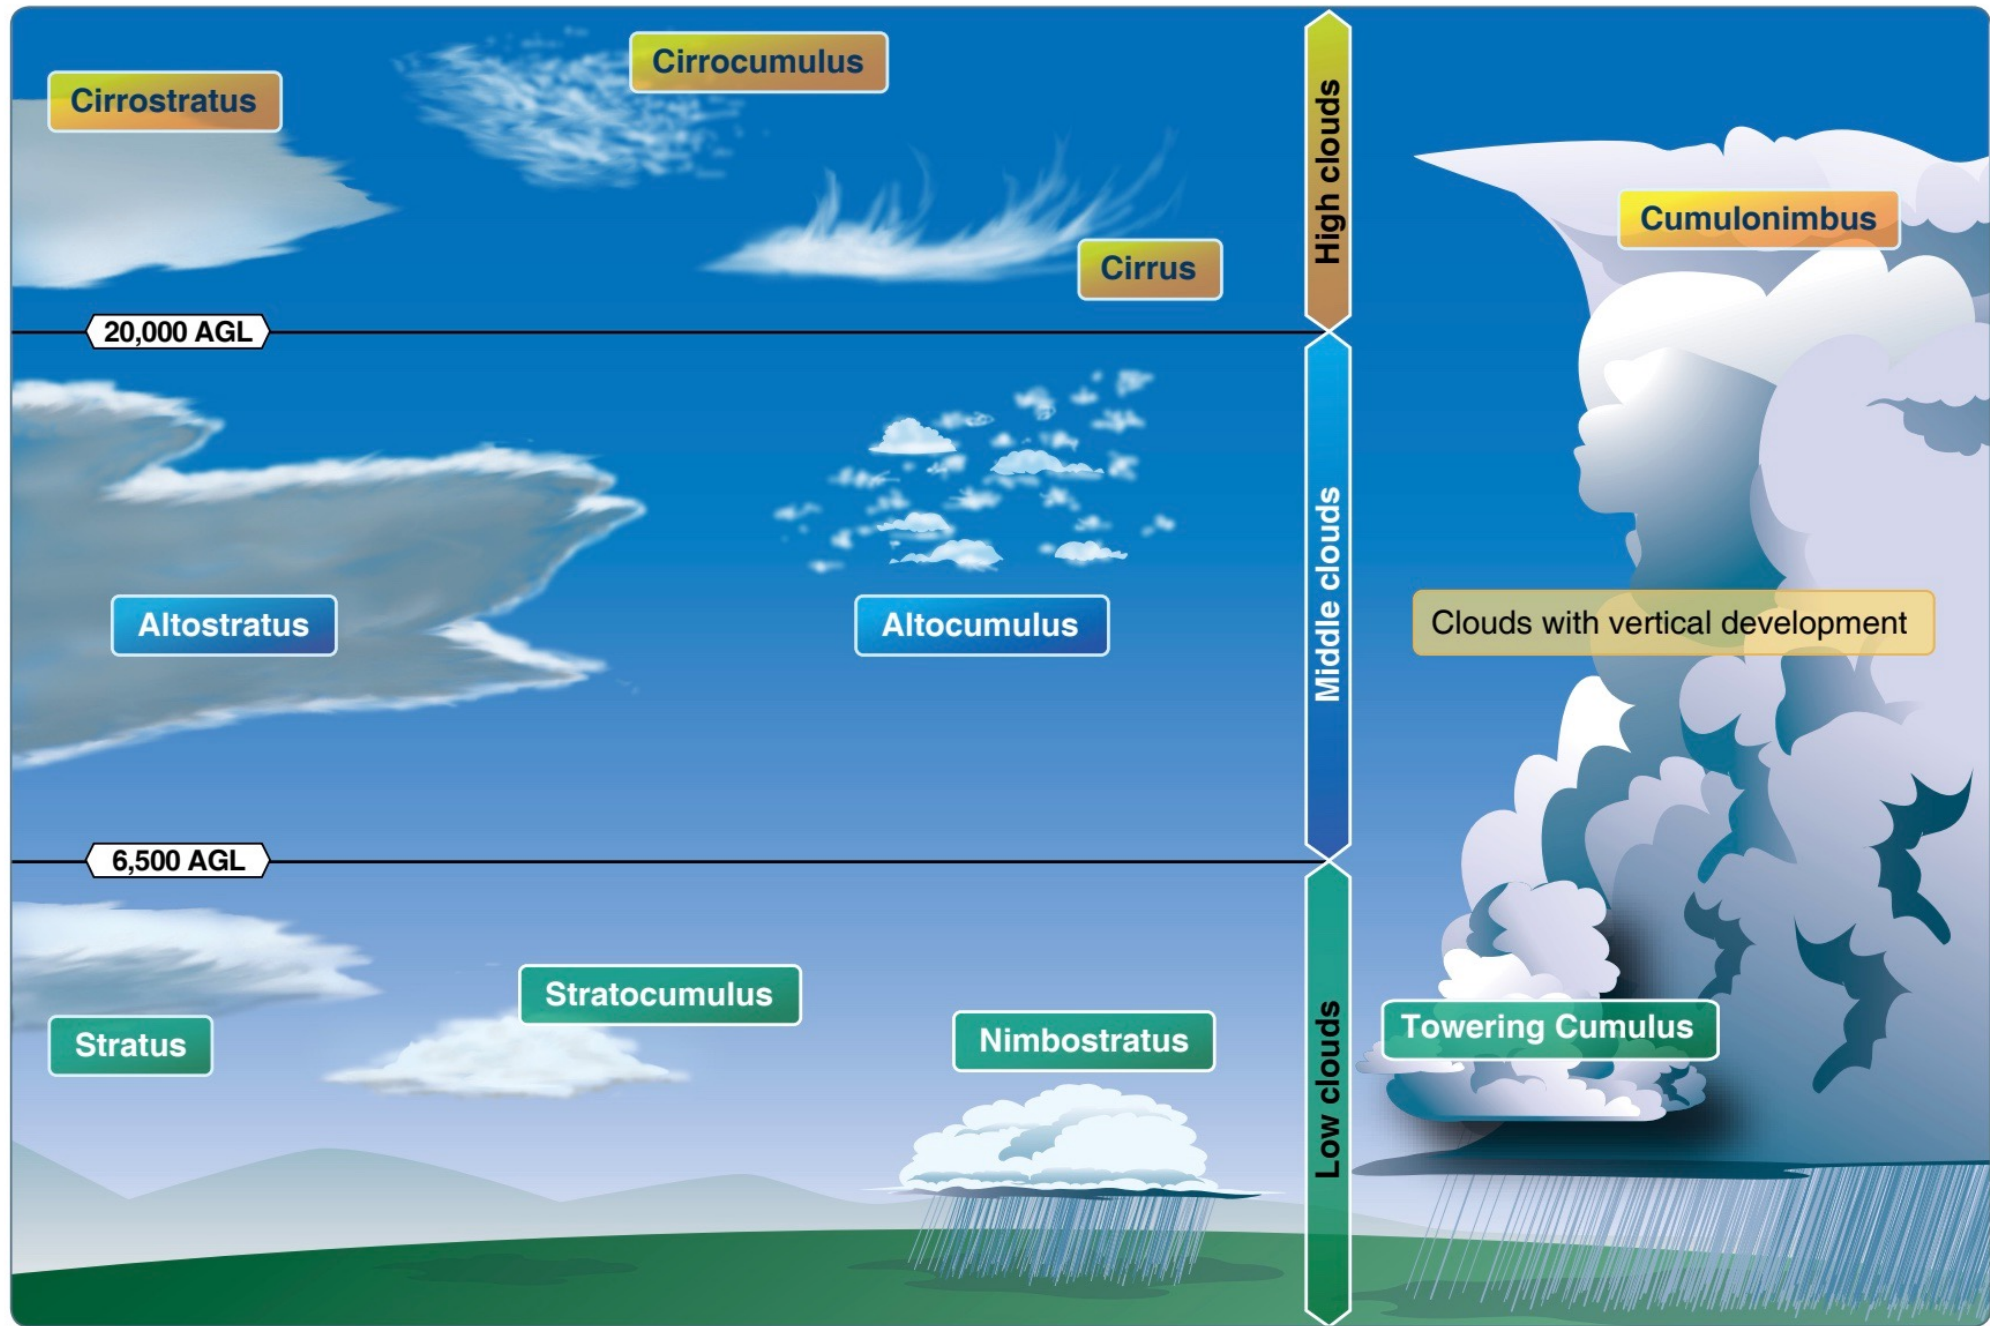 Cirrocumulus
Cirrostratus
Cirrus
High clouds
Cumulonimbus
20,000 AGL
Altostratus
Altocumulus
Middle clouds
Clouds with vertical development
6,500 AGL
Stratocumulus
Stratus
Nimbostratus
Low clouds
Towering Cumulus